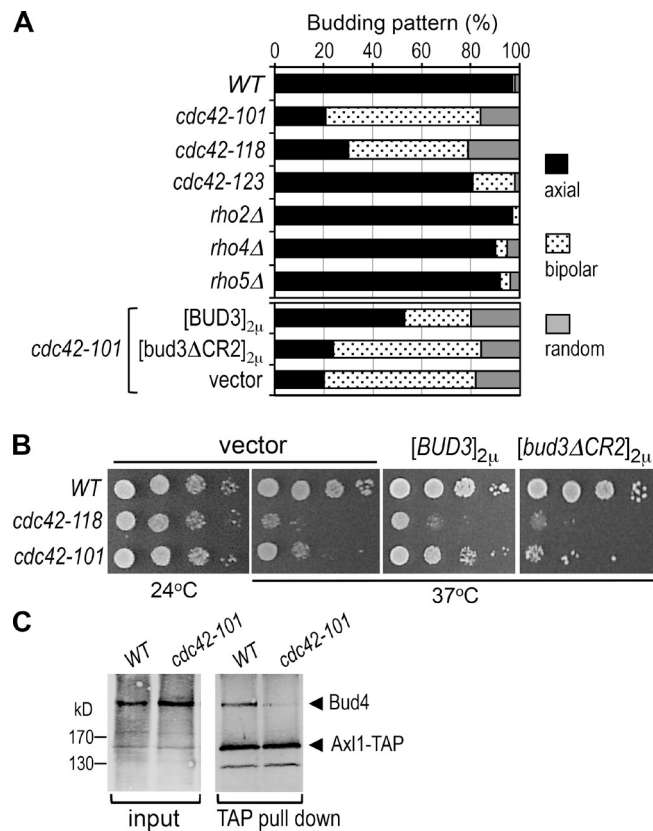 A
Budding pattern (%)
0 20 40 60 80 100
WT
cdc42-101
cdc42-118
cdc42-123
rho2Δ
rho4Δ
rho5Δ
axial
bipolar
random
cdc42-101
[BUD3]2μ
[bud3ΔCR2]2μ
vector
B
vector [BUD3]2μ [bud3ΔCR2]2μ
WT
cdc42-118
cdc42-101
24°C 37°C
C
WT cdc42-101 WT cdc42-101
kD
170
130
Bud4
Axl1-TAP
input TAP pull down